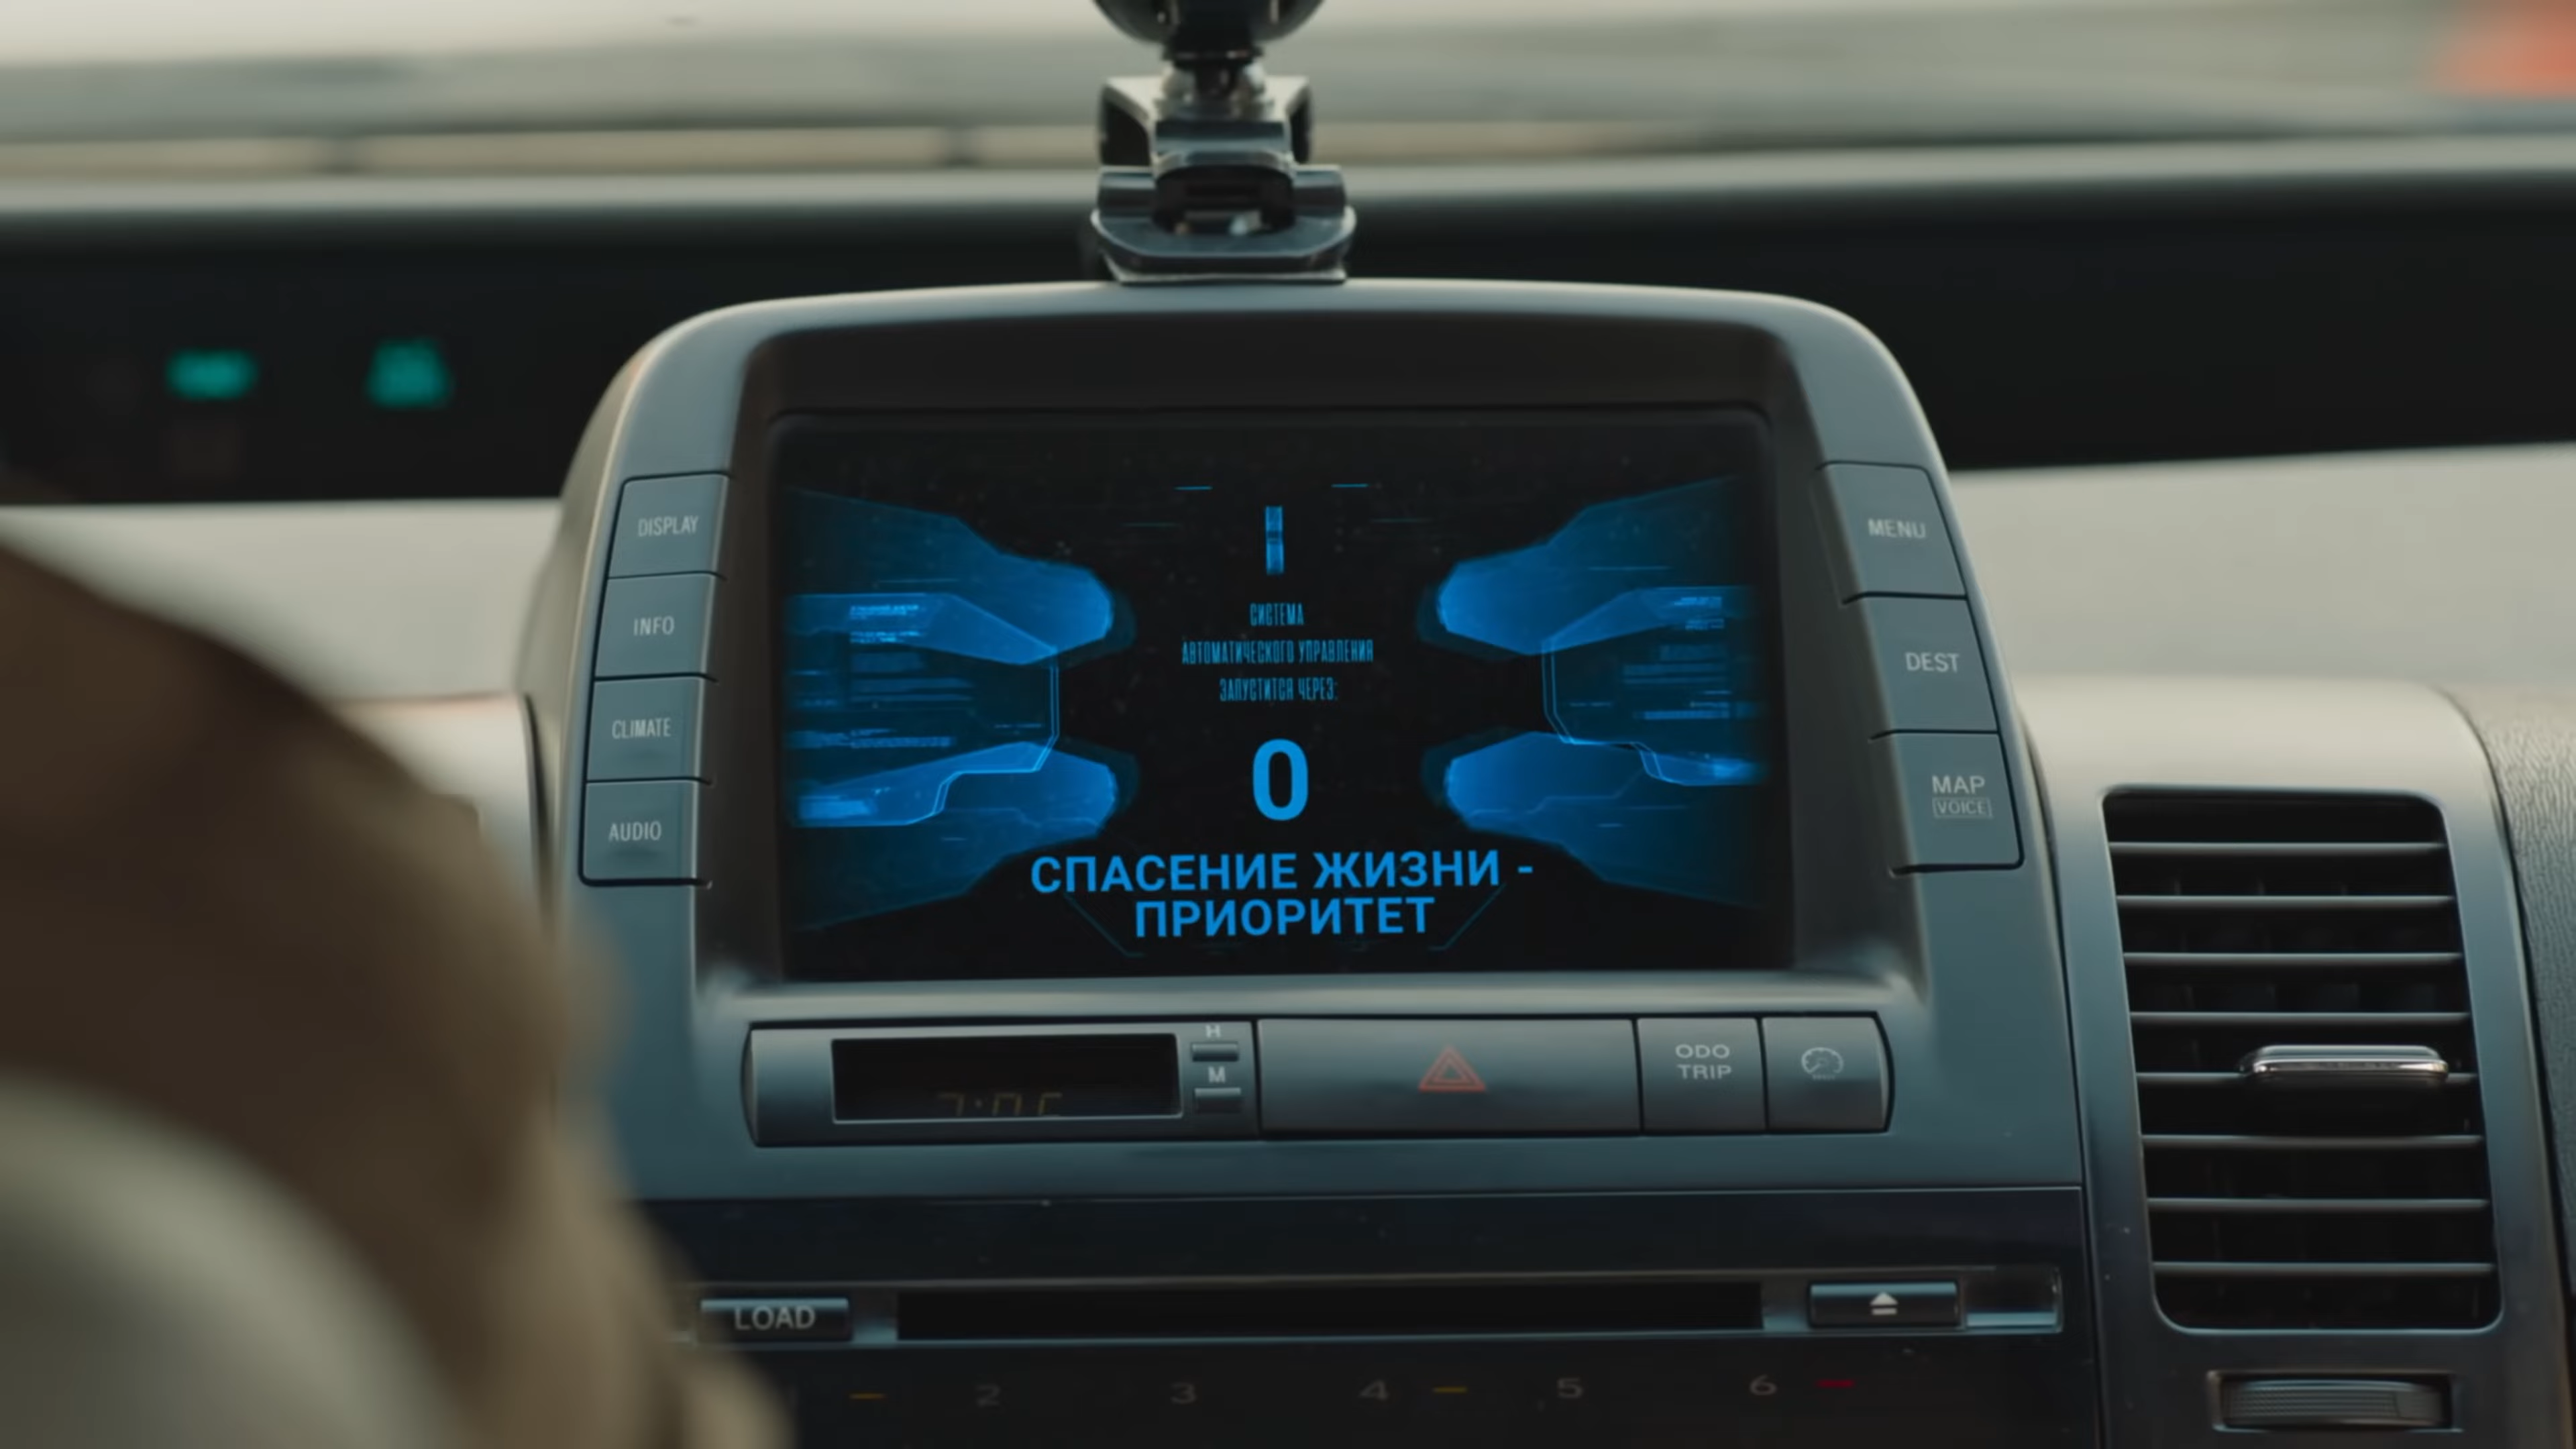 DISPLAY
INFO
CLIMATE
AUDIO
СИСТЕМА
АВТОМАТИЧЕСКОГО УПРАВЛЕНИЯ
ЗАПУСТИТСЯ ЧЕРЕЗ:
0
СПАСЕНИЕ ЖИЗНИ -
ПРИОРИТЕТ
MENU
DEST
MAP
VOICE
H
M
ODO
TRIP
LOAD
2 3 4 5 6